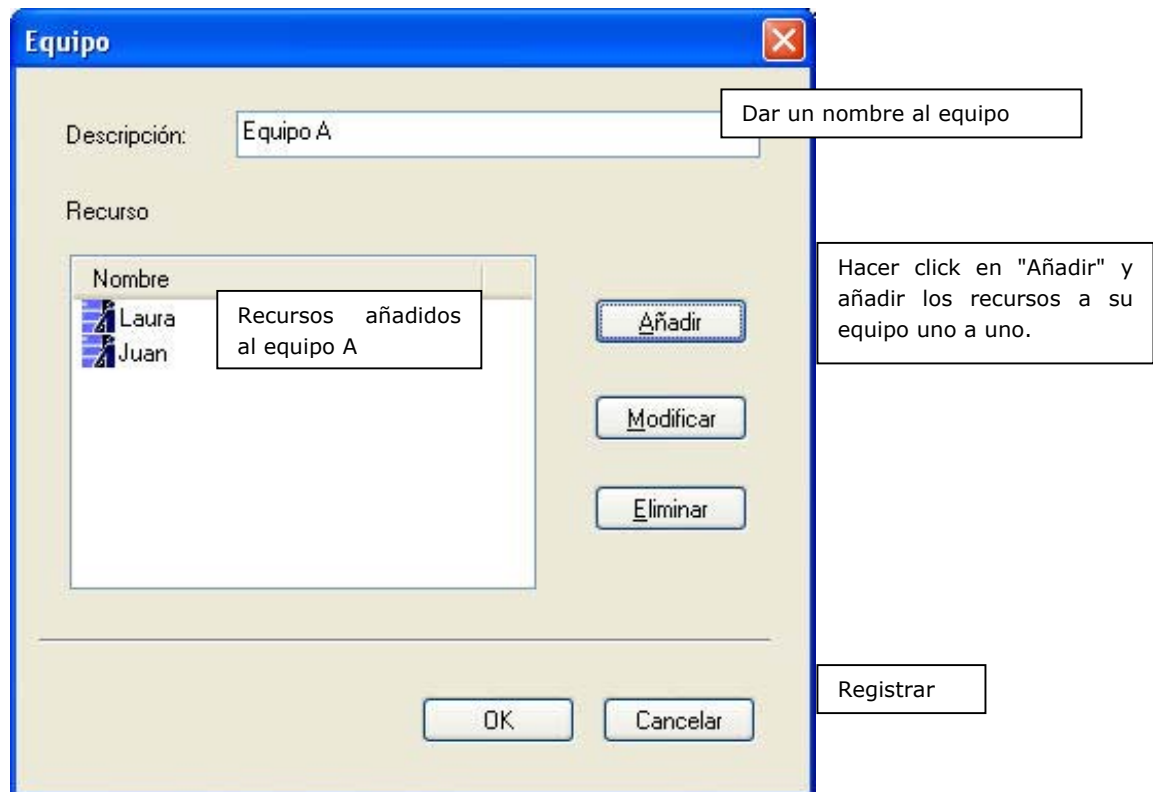 Equipo
Dar un nombre al equipo
Descripción:
Equipo A
Recurso
Nombre
Laura
Juan
Recursos añadidos
al equipo A
Añadir
Modificar
Eliminar
Hacer click en "Añadir" y
añadir los recursos a su
equipo uno a uno.
OK
Cancelar
Registrar